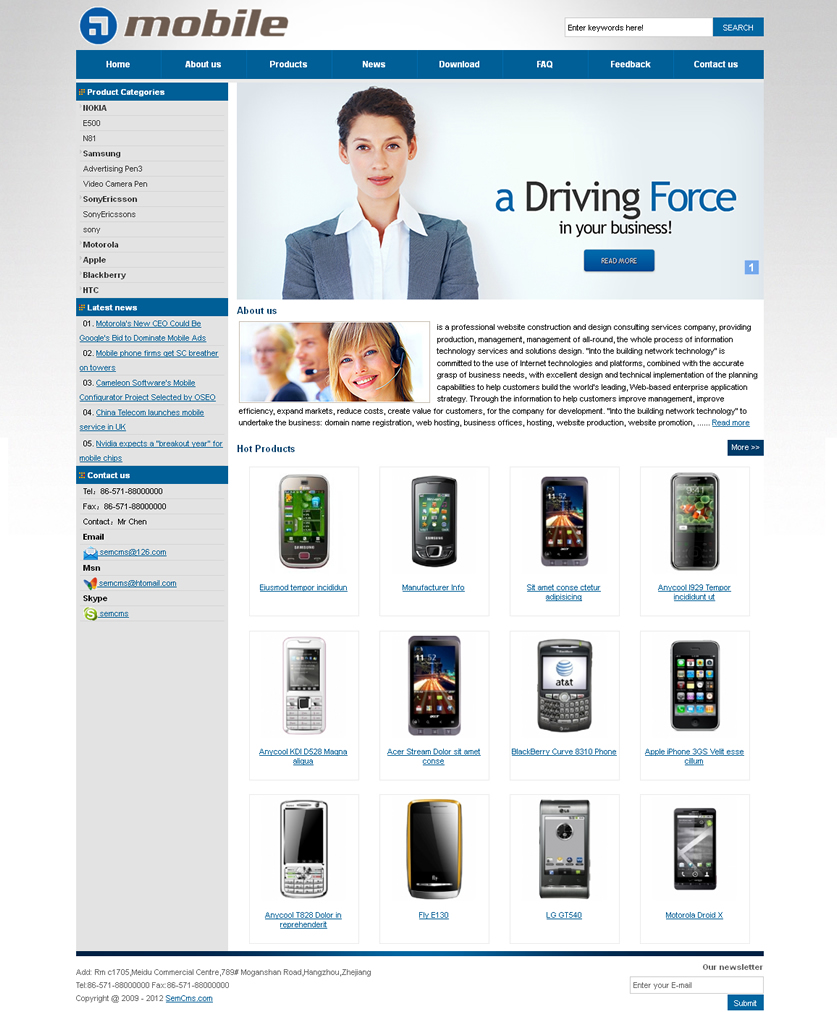 mobile
Enter keywords here!
SEARCH
Home
About us
Products
News
Download
FAQ
Feedback
Contact us
Product Categories
NOKIA
E500
N81
Samsung
Advertising Pen3
Video Camera Pen
SonyEricsson
SonyEricssons
sony
Motorola
Apple
Blackberry
HTC
Latest news
01. Motorola's New CEO Could Be
Google's Bid to Dominate Mobile Ads
02. Mobile phone firms get SC breather
on towers
03. Cameleon Software's Mobile
Configurator Project Selected by OSEO
04. China Telecom launches mobile
service in UK
05. Nvidia expects a "breakout year" for
mobile chips
Contact us
Tel: 86-571-88000000
Fax: 86-571-88000000
Contact: Mr Chen
Email
semcms@126.com
Msn
semcms@htomail.com
Skype
semcms
a Driving Force
in your business!
READ MORE
1
About us
is a professional website construction and design consulting services company, providing
production, management, management of all-round, the whole process of information
technology services and solutions design. "Into the building network technology" is
committed to the use of Internet technologies and platforms, combined with the accurate
grasp of business needs, with excellent design and technical implementation of the planning
capabilities to help customers build the world's leading, Web-based enterprise application
strategy. Through the information to help customers improve management, improve
efficiency, expand markets, reduce costs, create value for customers, for the company for development. "Into the building network technology" to
undertake the business: domain name registration, web hosting, business offices, hosting, website production, website promotion, ...... Read more
Hot Products
More >>
Eiusmod tempor incididun
Manufacturer Info
Sit amet conse ctetur
adipisicing
Anycool I929 Tempor
incididunt ut
Anycool KDI D528 Magna
aliqua
Acer Stream Dolor sit amet
conse
at&t
BlackBerry Curve 8310 Phone
Apple iPhone 3GS Velit esse
cillum
Anycool T828 Dolor in
reprehenderit
Fly E130
LG GT540
Motorola Droid X
Add: Rm c1705,Meidu Commercial Centre,789# Moganshan Road,Hangzhou,Zhejiang
Tel:86-571-88000000 Fax:86-571-88000000
Copyright @ 2009 - 2012 SemCms.com
Our newsletter
Enter your E-mail
Submit